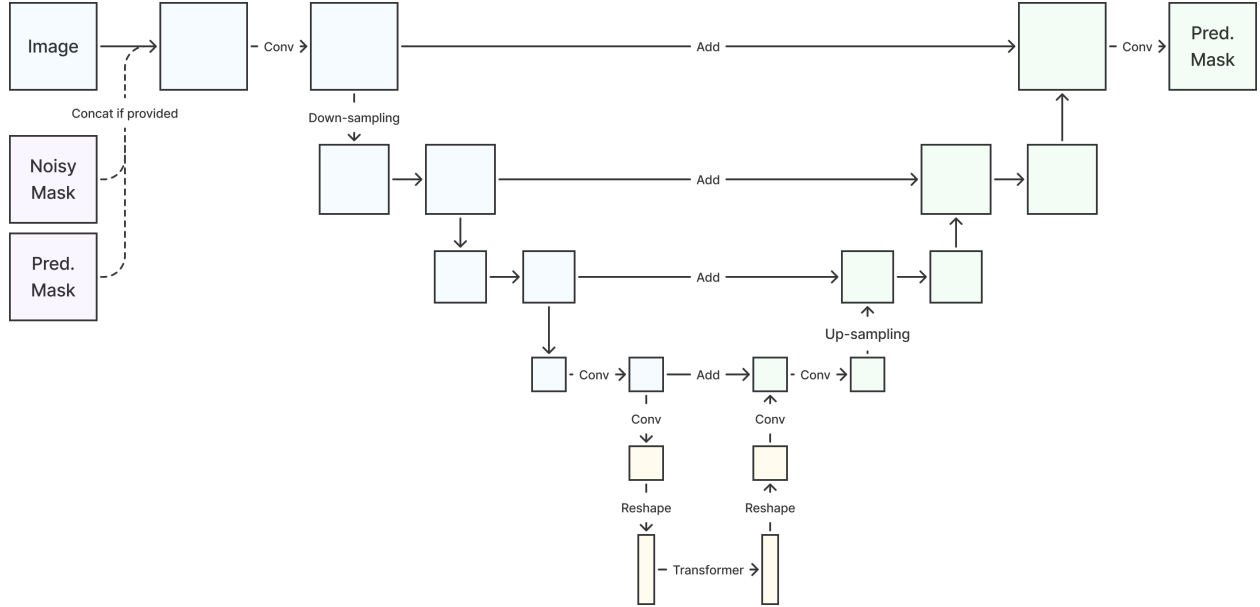 Image
Conv
Add
Conv
Pred.
Mask
Concat if provided
Down-sampling
Noisy
Mask
Add
Pred.
Mask
Add
Up-sampling
Conv
Add
Conv
Conv
Conv
Reshape
Reshape
Transformer